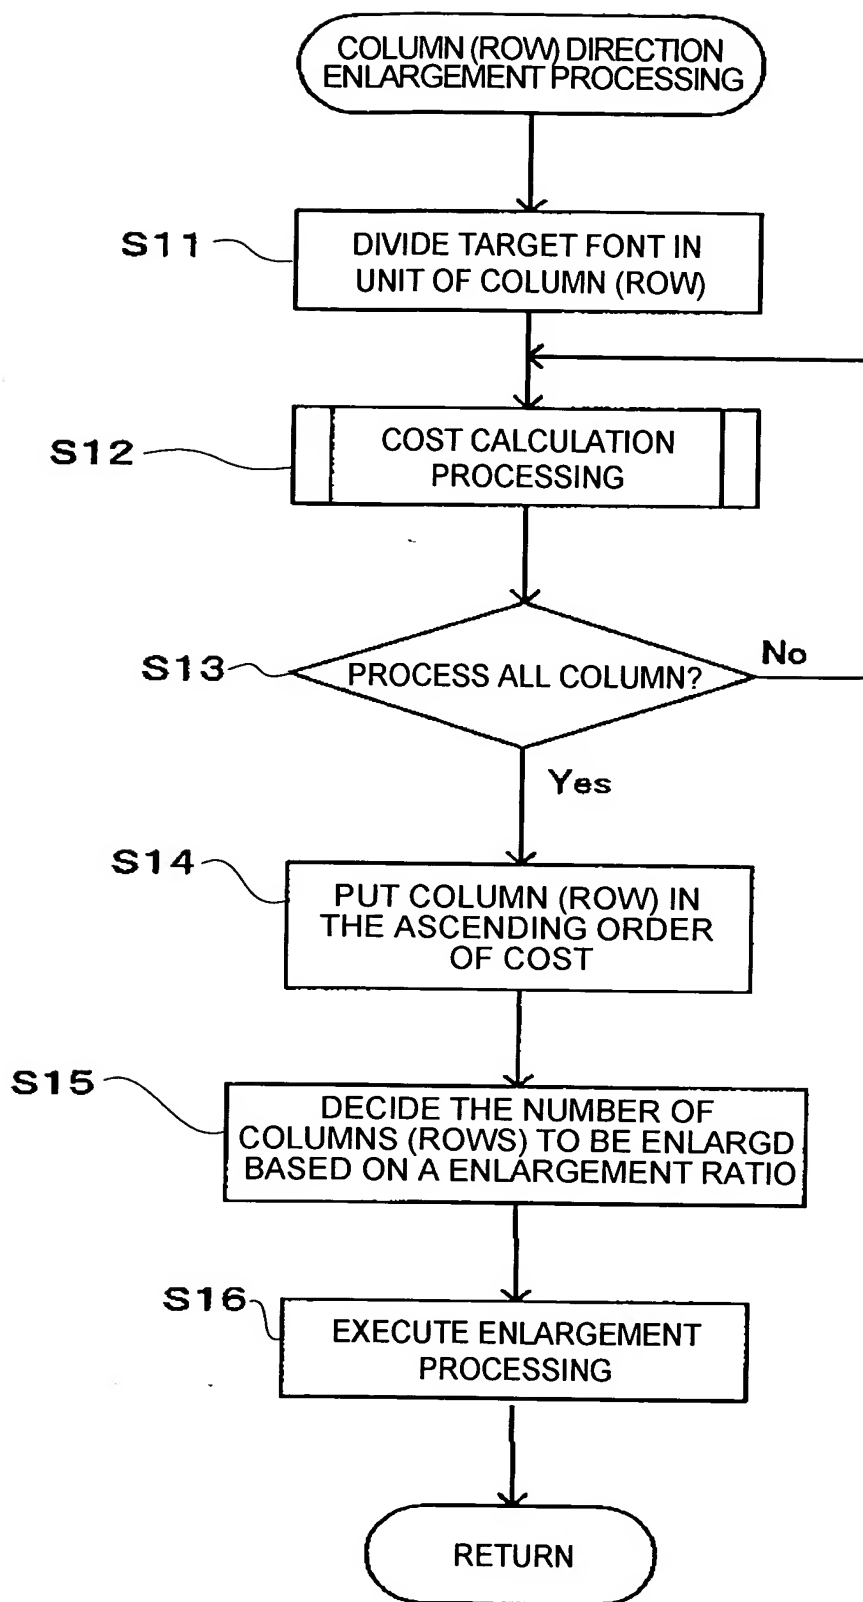 COLUMN (ROW) DIRECTION
ENLARGEMENT PROCESSING
S11
DIVIDE TARGET FONT IN
UNIT OF COLUMN (ROW)
S12
COST CALCULATION
PROCESSING
S13
PROCESS ALL COLUMN?
No
Yes
S14
PUT COLUMN (ROW) IN
THE ASCENDING ORDER
OF COST
S15
DECIDE THE NUMBER OF
COLUMNS (ROWS) TO BE ENLARGD
BASED ON A ENLARGEMENT RATIO
S16
EXECUTE ENLARGEMENT
PROCESSING
RETURN